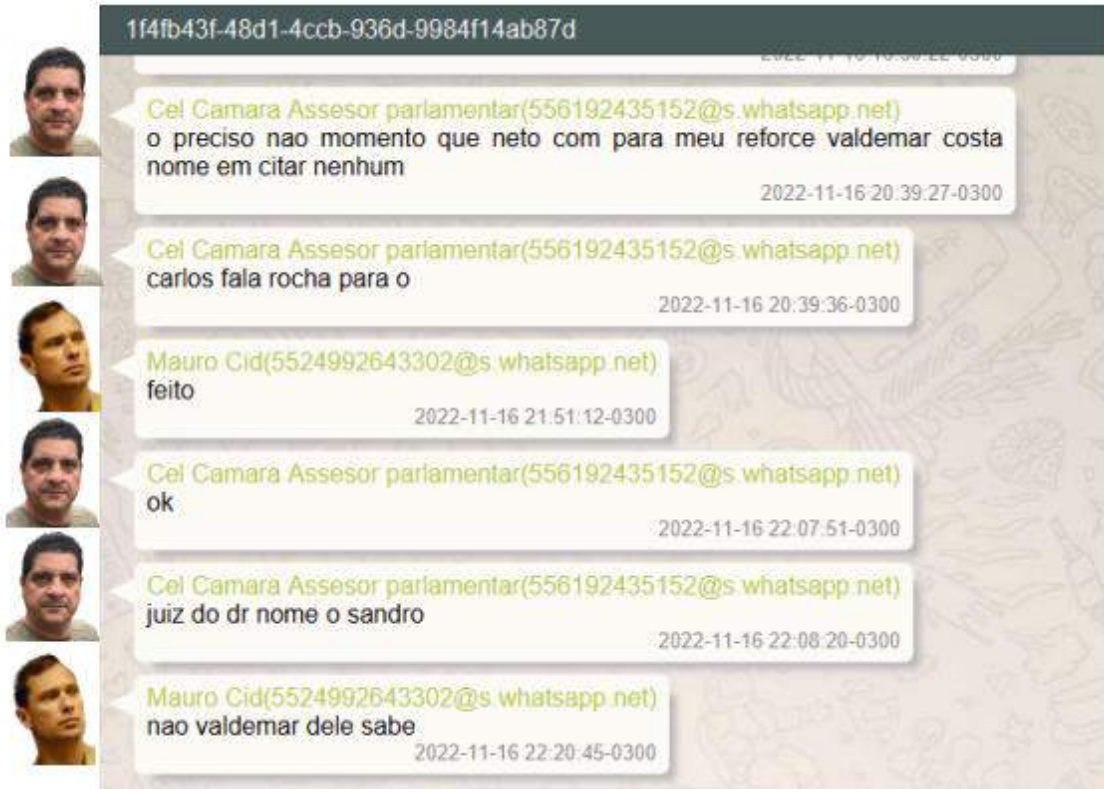 1f4fb43f-48d1-4ccb-936d-9984f14ab87d
Cel Camara Assesor parlamentar(556192435152@s.whatsapp.net)
o preciso nao momento que neto com para meu reforce valdemar costa
nome em citar nenhum
2022-11-16 20:39:27-0300
Cel Camara Assesor parlamentar(556192435152@s.whatsapp.net)
carlos fala rocha para o
2022-11-16 20:39:36-0300
Mauro Cid(5524992643302@s.whatsapp.net)
feito
2022-11-16 21:51:12-0300
Cel Camara Assesor parlamentar(556192435152@s.whatsapp.net)
ok
2022-11-16 22:07:51-0300
Cel Camara Assesor parlamentar(556192435152@s.whatsapp.net)
juiz do dr nome o sandro
2022-11-16 22:08:20-0300
Mauro Cid(5524992643302@s.whatsapp.net)
nao valdemar dele sabe
2022-11-16 22:20:45-0300